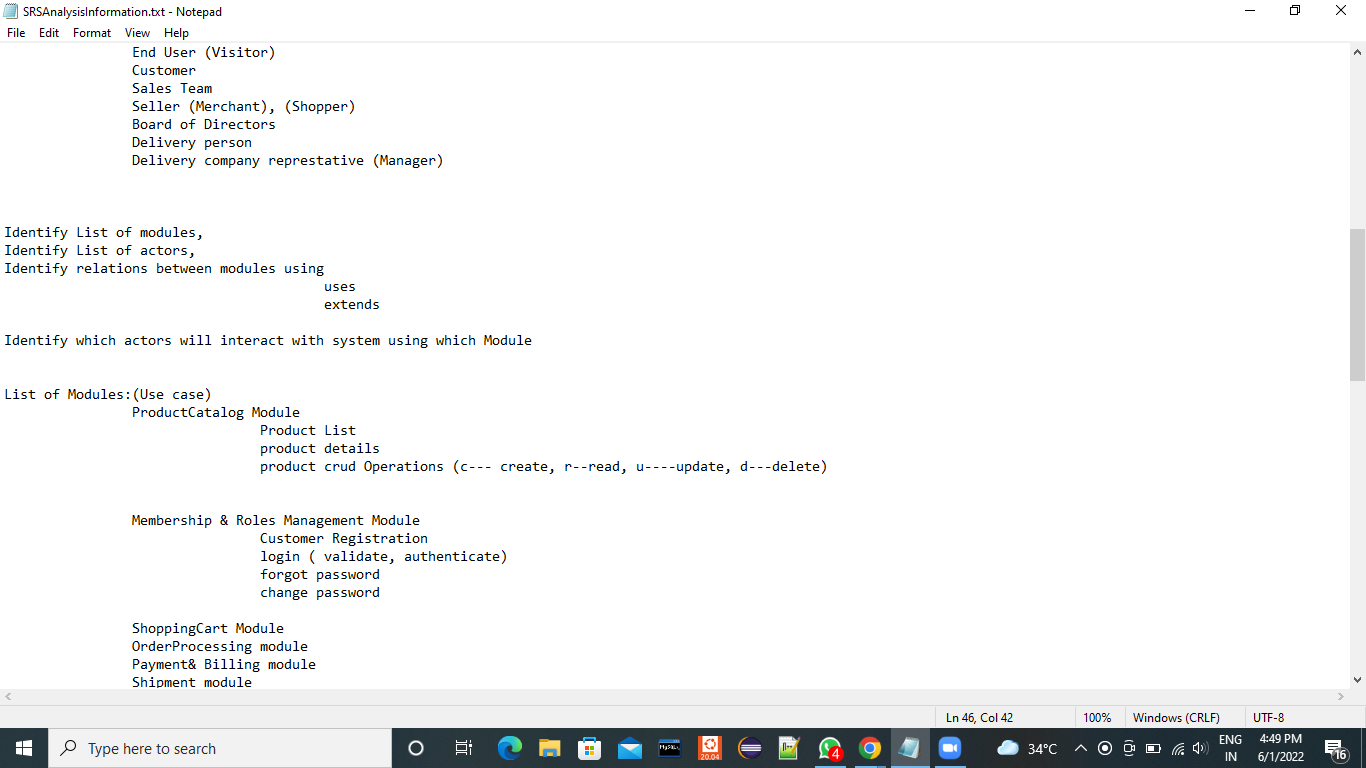 SRSAnalysisInformation.txt - Notepad
File Edit Format View Help
End User (Visitor)
Customer
Sales Team
Seller (Merchant), (Shopper)
Board of Directors
Delivery person
Delivery company represtative (Manager)
Identify List of modules,
Identify List of actors,
Identify relations between modules using
uses
extends
Identify which actors will interact with system using which Module
List of Modules:(Use case)
ProductCatalog Module
Product List
product details
product crud Operations (c--- create, r--read, u----update, d---delete)
Membership & Roles Management Module
Customer Registration
login ( validate, authenticate)
forgot password
change password
ShoppingCart Module
OrderProcessing module
Payment& Billing module
Shipment module
Ln 46, Col 42 100% Windows (CRLF) UTF-8
Type here to search
MySQL
20.04
4
34°C
ENG
IN
4:49 PM
6/1/2022
16